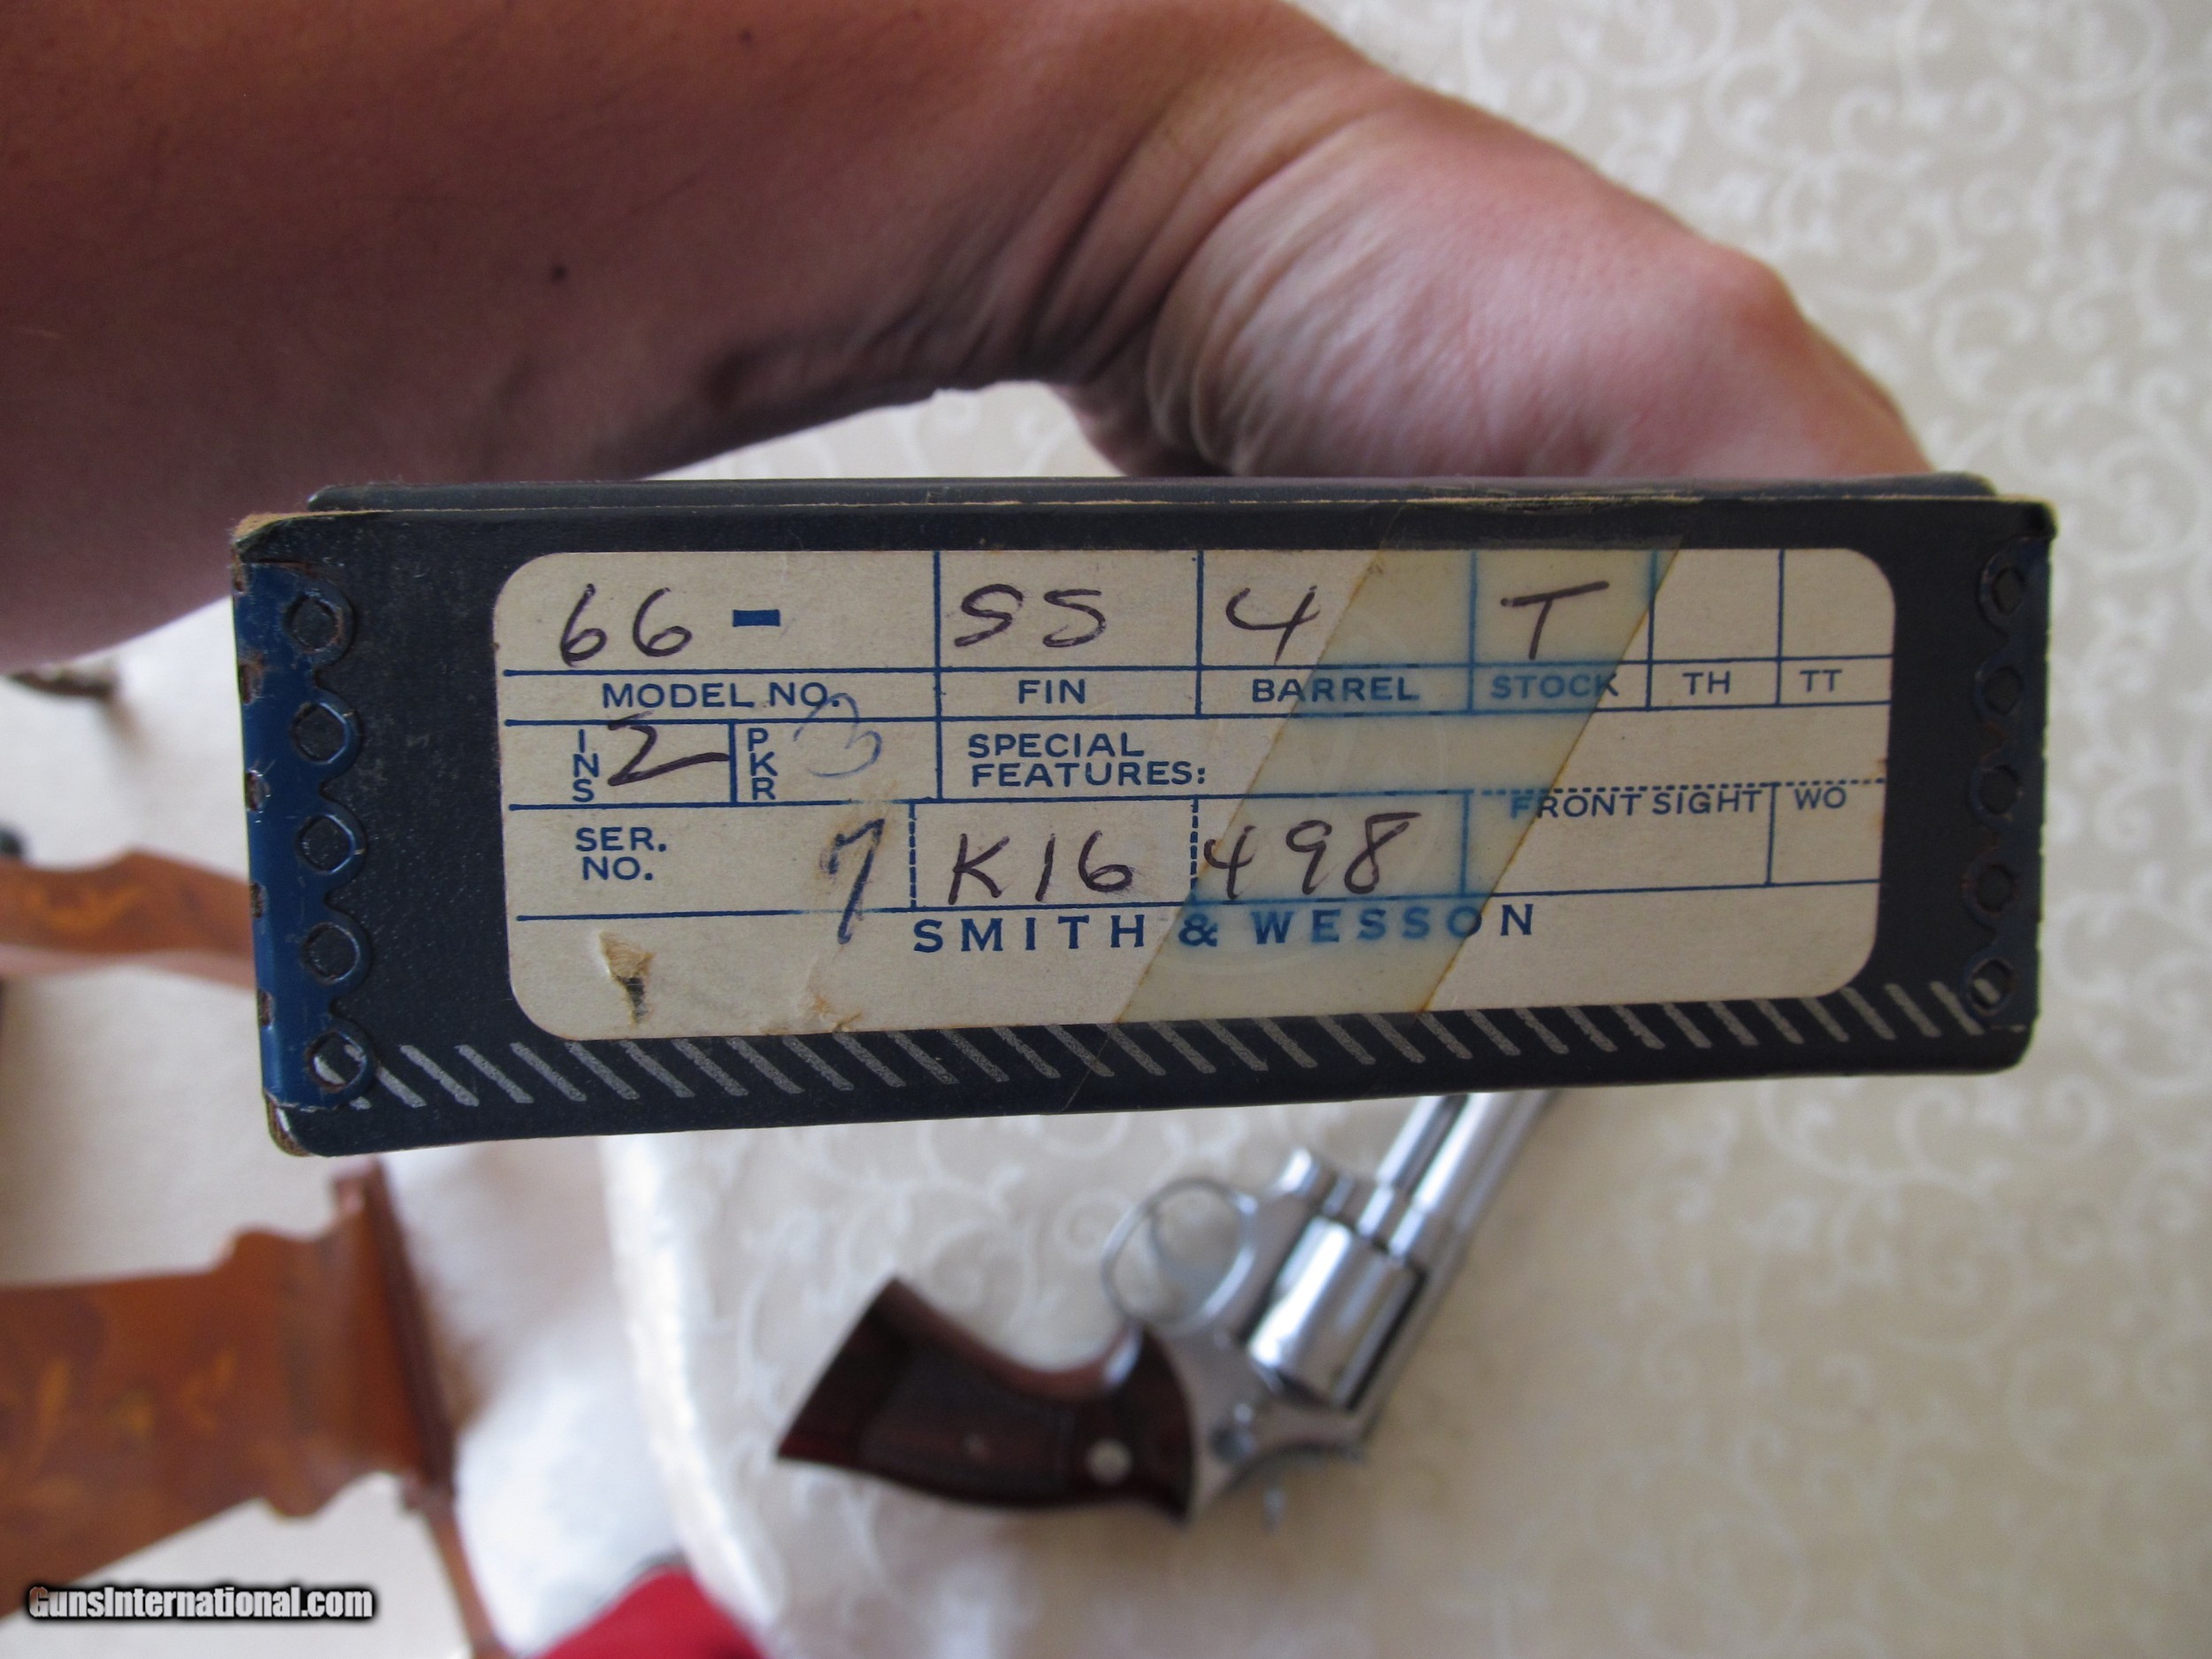 66- SS 4 T
MODEL NO. FIN BARREL STOCK TH TT
INS 2 PKR 3 SPECIAL
FEATURES:
FRONT SIGHT WO
SER.
NO. 7 K16 498
SMITH & WESSON
GunsInternational.com